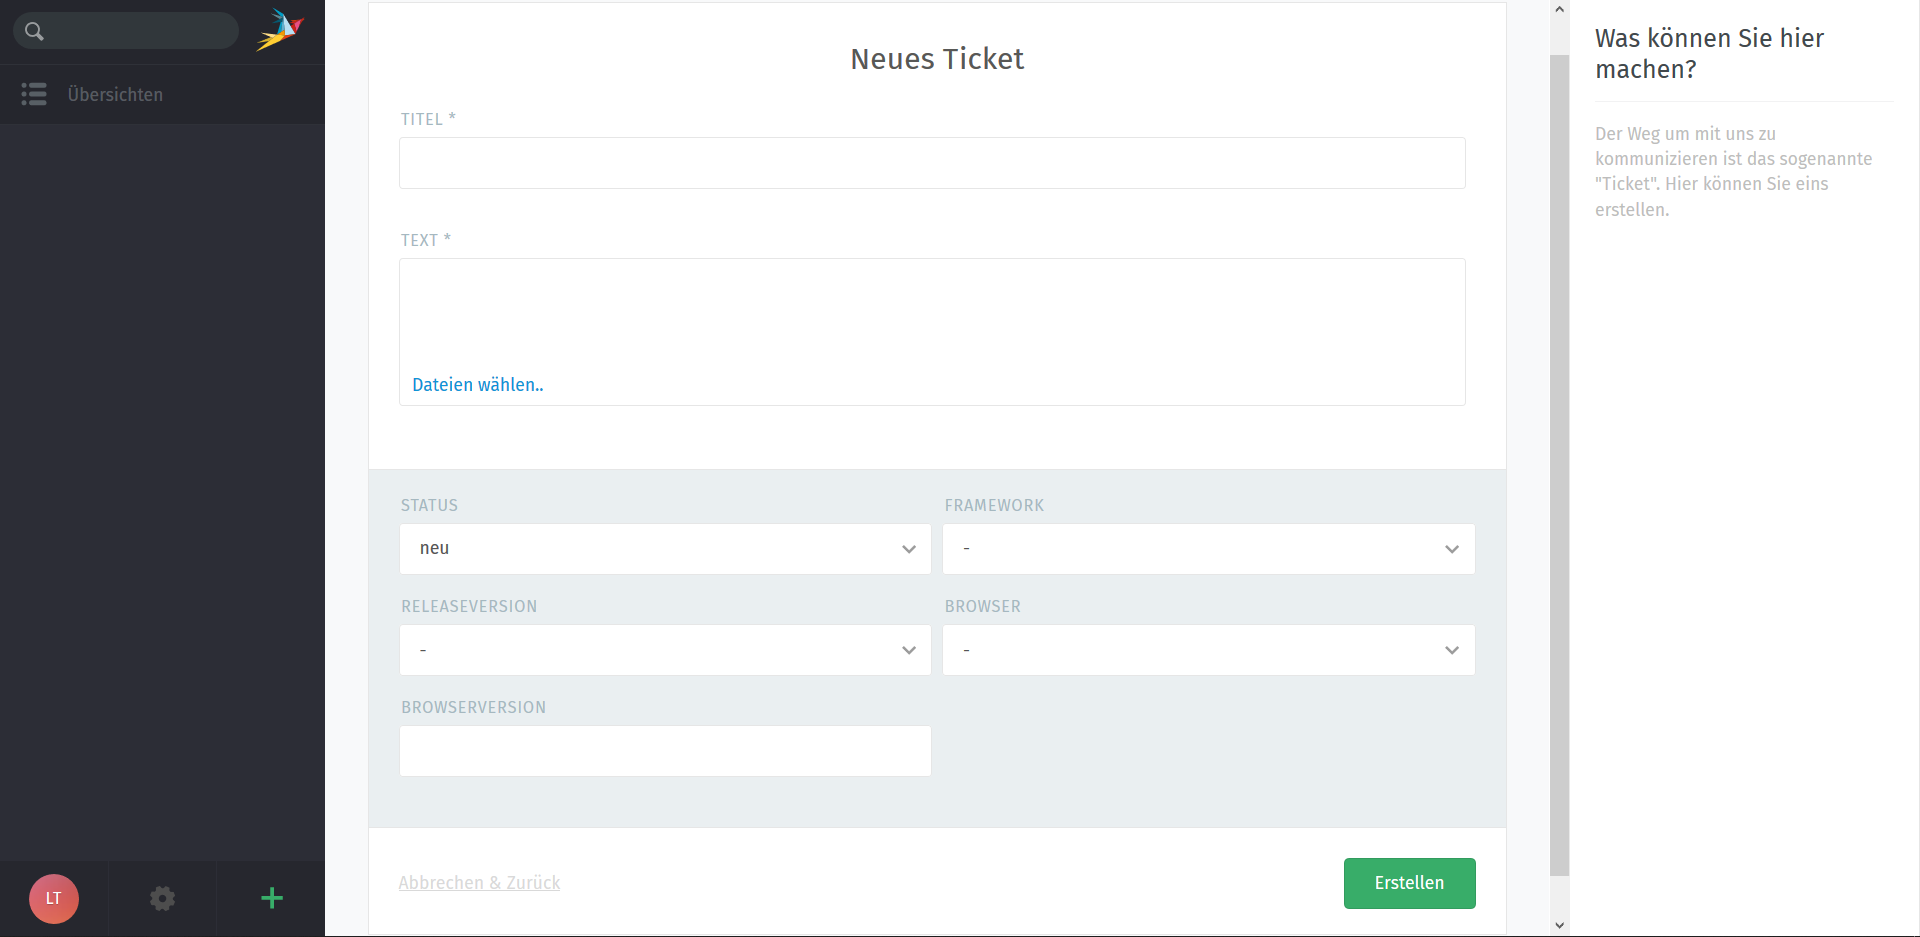 Übersichten
LT
Neues Ticket
TITEL *
TEXT *
Dateien wählen..
STATUS
FRAMEWORK
neu
-
RELEASEVERSION
BROWSER
-
-
BROWSERVERSION
Abbrechen & Zurück
Erstellen
Was können Sie hier
machen?
Der Weg um mit uns zu
kommunizieren ist das sogenannte
"Ticket". Hier können Sie eins
erstellen.